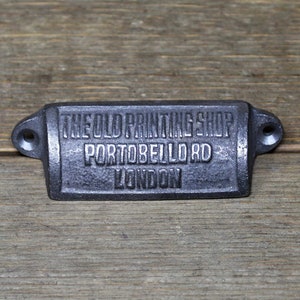 THE OLD PRINTING SHOP
PORTOBELLO RD
LONDON